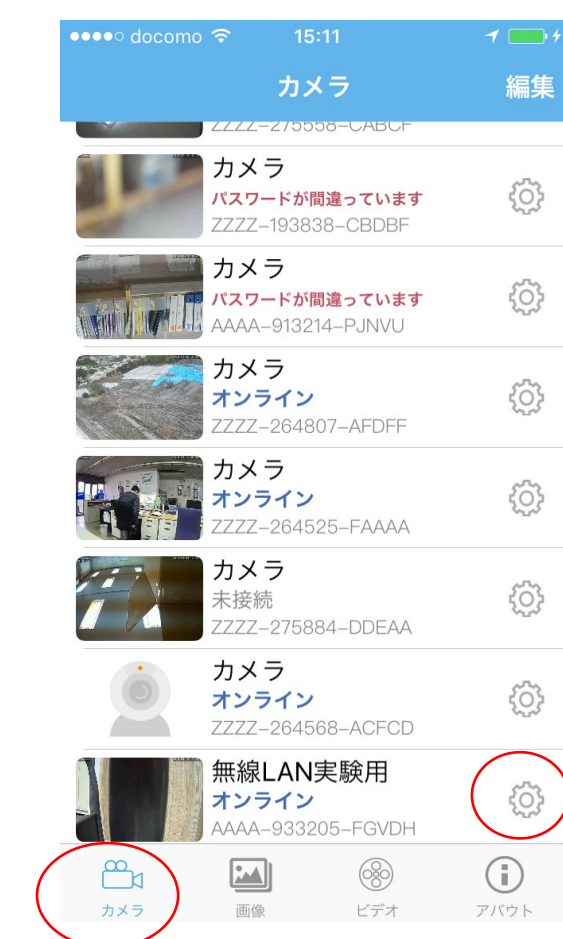 docomo 15:11
カメラ 編集
ZZZZ-275558-CABCF
カメラ
パスワードが間違っています
ZZZZ-193838-CBDBF
カメラ
パスワードが間違っています
AAAA-913214-PJNVU
カメラ
オンライン
ZZZZ-264807-AFDFF
カメラ
オンライン
ZZZZ-264525-FAAAA
カメラ
未接続
ZZZZ-275884-DDEAA
カメラ
オンライン
ZZZZ-264568-ACFCD
無線LAN実験用
オンライン
AAAA-933205-FGVDH
カメラ 画像 ビデオ アバウト